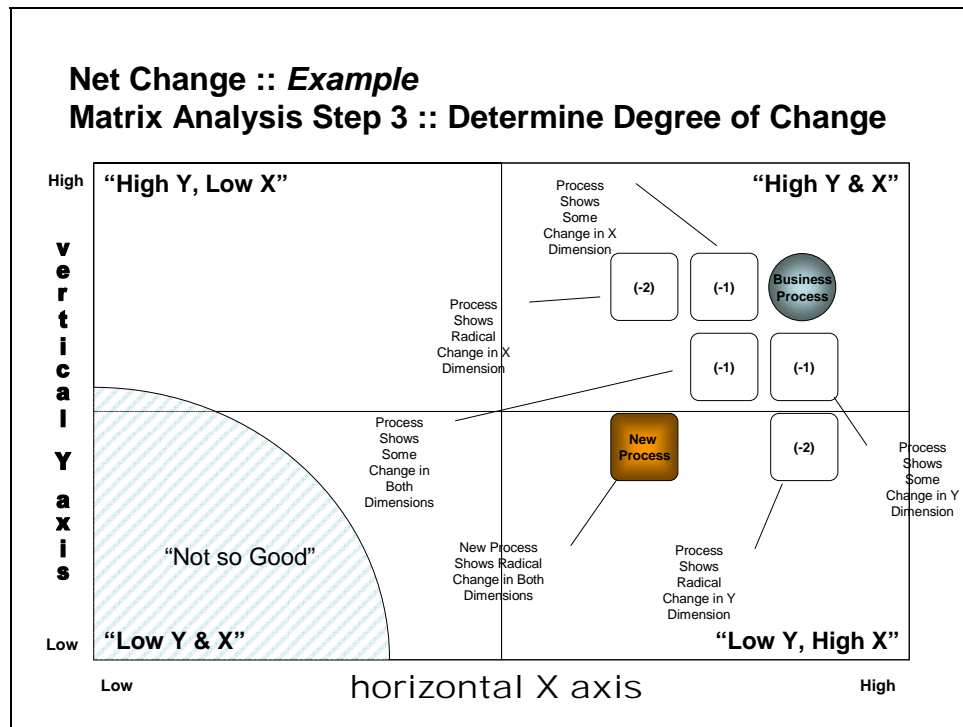 Net Change :: Example
Matrix Analysis Step 3 :: Determine Degree of Change
High
“High Y, Low X”
“High Y & X”
Process
Shows
Some
Change in X
Dimension
(-2)
(-1)
Business
Process
Process
Shows
Radical
Change in X
Dimension
(-1)
(-1)
vertical Y axis
Process
Shows
Some
Change in
Both
Dimensions
New
Process
(-2)
Process
Shows
Some
Change in Y
Dimension
“Not so Good”
New Process
Shows Radical
Change in Both
Dimensions
Process
Shows
Radical
Change in Y
Dimension
Low
“Low Y & X”
“Low Y, High X”
Low
horizontal X axis
High